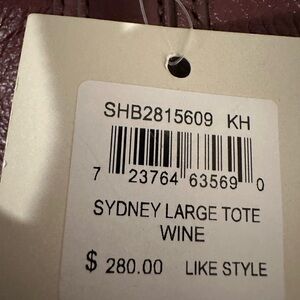 SHB2815609 KH
7 23764 63569 0
SYDNEY LARGE TOTE
WINE
$ 280.00 LIKE STYLE